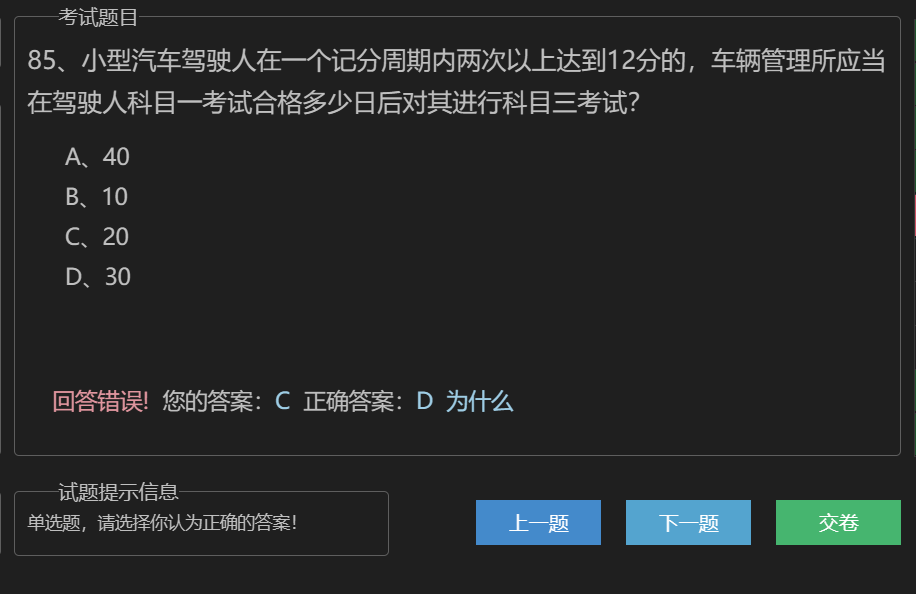 考试题目
85、小型汽车驾驶人在一个记分周期内两次以上达到12分的，车辆管理所应当
在驾驶人科目一考试合格多少日后对其进行科目三考试？
A、40
B、10
C、20
D、30
回答错误! 您的答案：C 正确答案：D 为什么
试题提示信息
单选题，请选择你认为正确的答案！
上一题 下一题 交卷